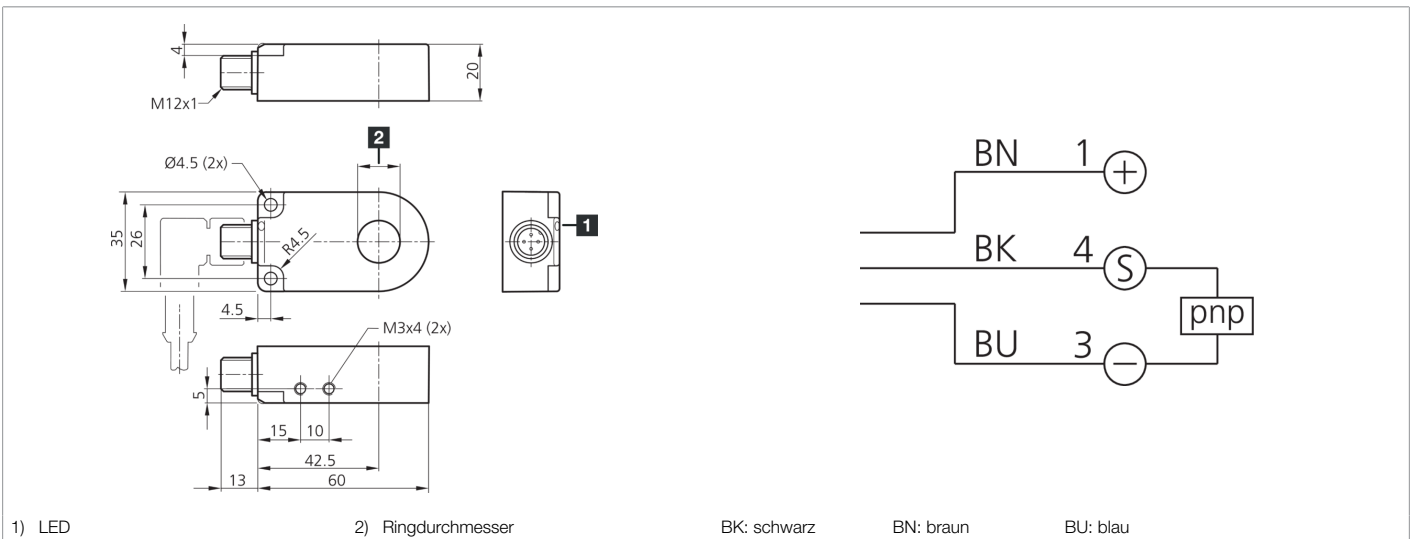 4
20
M12x1
2
Ø4.5 (2x)
1
35
26
R4.5
4.5
M3x4 (2x)
5
15
10
42.5
13
60
BN 1
+
BK 4
S
pnp
BU 3
−
1) LED
2) Ringdurchmesser
BK: schwarz
BN: braun
BU: blau